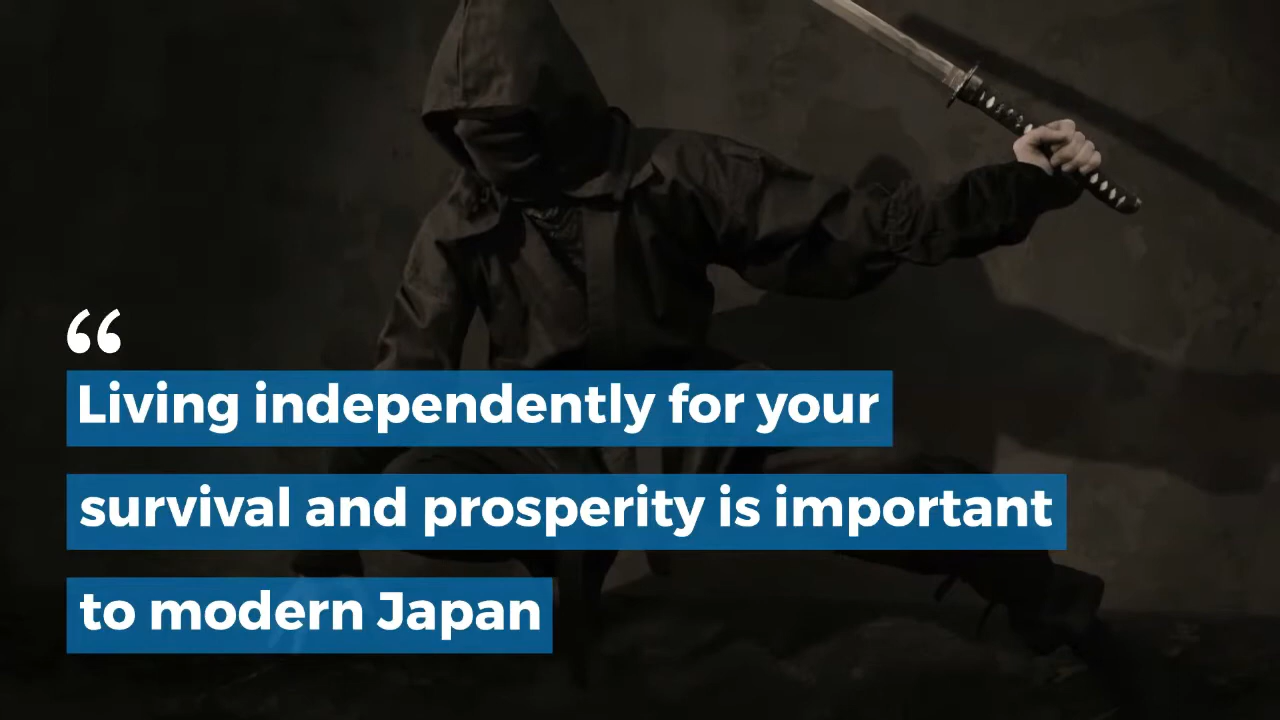 “
Living independently for your
survival and prosperity is important
to modern Japan